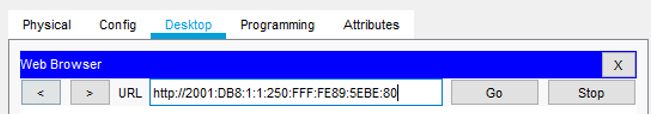 Physical Config Desktop Programming Attributes
Web Browser X
< > URL http://2001:DB8:1:1:250:FFF:FE89:5EBE:80 Go Stop